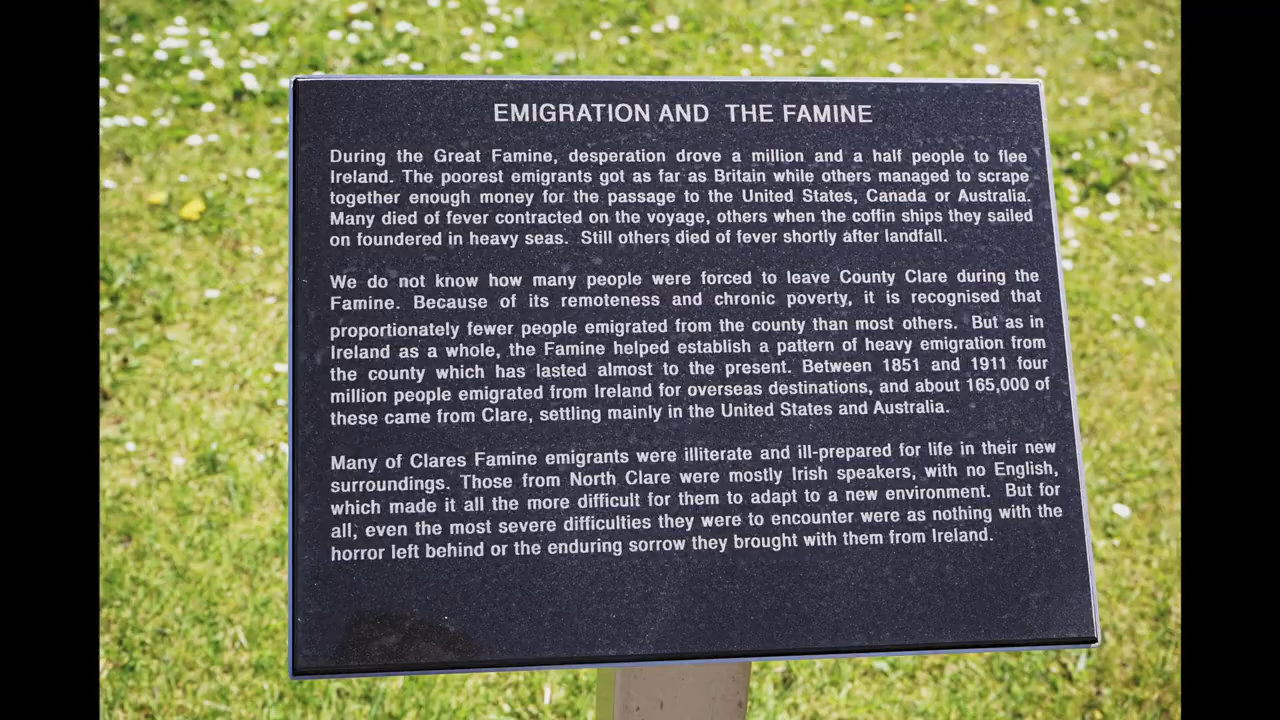 EMIGRATION AND THE FAMINE
During the Great Famine, desperation drove a million and a half people to flee
Ireland. The poorest emigrants got as far as Britain while others managed to scrape
together enough money for the passage to the United States, Canada or Australia.
Many died of fever contracted on the voyage, others when the coffin ships they sailed
on foundered in heavy seas. Still others died of fever shortly after landfall.
We do not know how many people were forced to leave County Clare during the
Famine. Because of its remoteness and chronic poverty, it is recognised that
proportionately fewer people emigrated from the county than most others. But as in
Ireland as a whole, the Famine helped establish a pattern of heavy emigration from
the county which has lasted almost to the present. Between 1851 and 1911 four
million people emigrated from Ireland for overseas destinations, and about 165,000 of
these came from Clare, settling mainly in the United States and Australia.
Many of Clares Famine emigrants were illiterate and ill-prepared for life in their new
surroundings. Those from North Clare were mostly Irish speakers, with no English,
which made it all the more difficult for them to adapt to a new environment. But for
all, even the most severe difficulties they were to encounter were as nothing with the
horror left behind or the enduring sorrow they brought with them from Ireland.